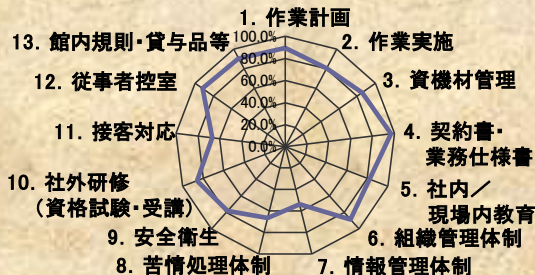 1. 作業計画
2. 作業実施
3. 資機材管理
4. 契約書・
業務仕様書
5. 社内／
現場内教育
6. 組織管理体制
7. 情報管理体制
8. 苦情処理体制
9. 安全衛生
10. 社外研修
(資格試験・受講)
11. 接客対応
12. 従事者控室
13. 館内規則・貸与品等
100.0%
80.0%
60.0%
40.0%
20.0%
0.0%